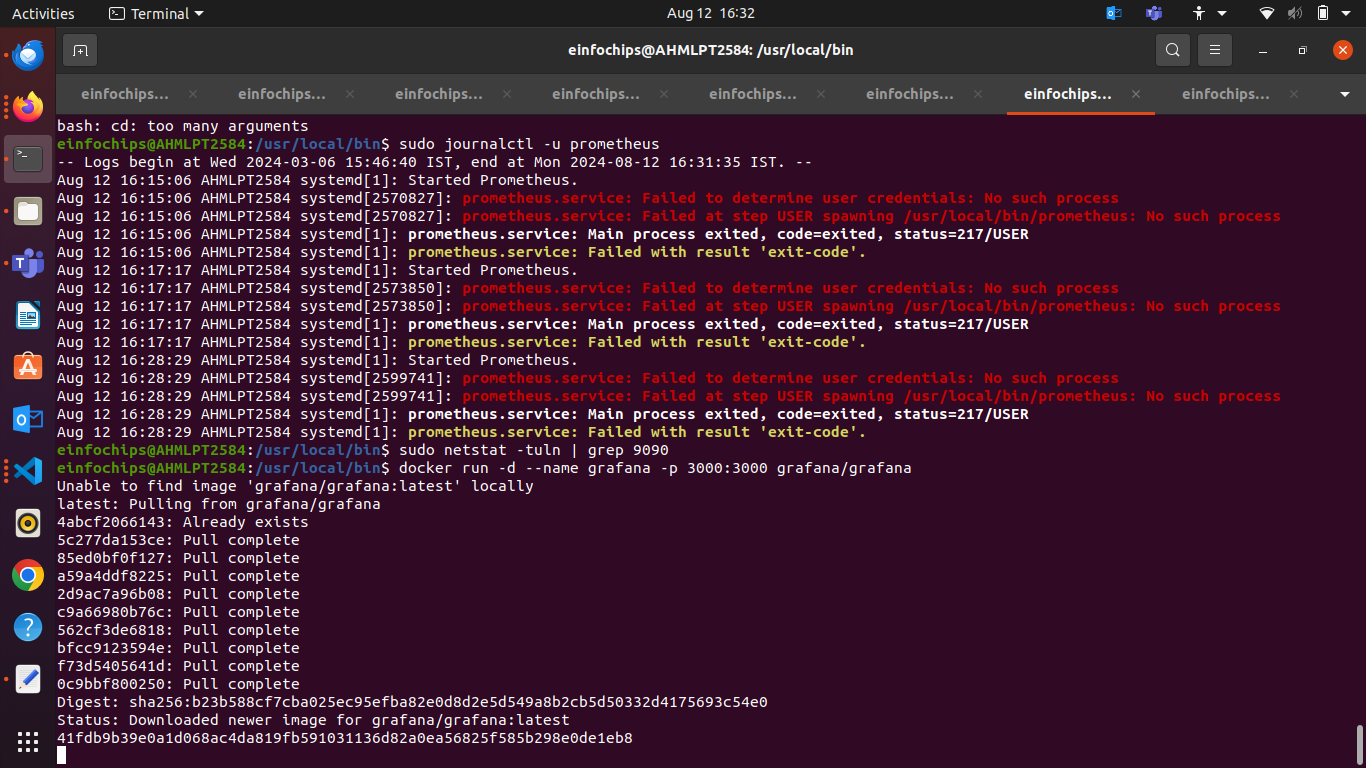 Activities
Terminal
Aug 12 16:32
einfochips@AHMLPT2584: /usr/local/bin
einfochips... × einfochips... × einfochips... × einfochips... × einfochips... × einfochips... × einfochips... × einfochips... ×
bash: cd: too many arguments
einfochips@AHMLPT2584:/usr/local/bin$ sudo journalctl -u prometheus
-- Logs begin at Wed 2024-03-06 15:46:40 IST, end at Mon 2024-08-12 16:31:35 IST. --
Aug 12 16:15:06 AHMLPT2584 systemd[1]: Started Prometheus.
Aug 12 16:15:06 AHMLPT2584 systemd[2570827]: prometheus.service: Failed to determine user credentials: No such process
Aug 12 16:15:06 AHMLPT2584 systemd[2570827]: prometheus.service: Failed at step USER spawning /usr/local/bin/prometheus: No such process
Aug 12 16:15:06 AHMLPT2584 systemd[1]: prometheus.service: Main process exited, code=exited, status=217/USER
Aug 12 16:15:06 AHMLPT2584 systemd[1]: prometheus.service: Failed with result 'exit-code'.
Aug 12 16:17:17 AHMLPT2584 systemd[1]: Started Prometheus.
Aug 12 16:17:17 AHMLPT2584 systemd[2573850]: prometheus.service: Failed to determine user credentials: No such process
Aug 12 16:17:17 AHMLPT2584 systemd[2573850]: prometheus.service: Failed at step USER spawning /usr/local/bin/prometheus: No such process
Aug 12 16:17:17 AHMLPT2584 systemd[1]: prometheus.service: Main process exited, code=exited, status=217/USER
Aug 12 16:17:17 AHMLPT2584 systemd[1]: prometheus.service: Failed with result 'exit-code'.
Aug 12 16:28:29 AHMLPT2584 systemd[1]: Started Prometheus.
Aug 12 16:28:29 AHMLPT2584 systemd[2599741]: prometheus.service: Failed to determine user credentials: No such process
Aug 12 16:28:29 AHMLPT2584 systemd[2599741]: prometheus.service: Failed at step USER spawning /usr/local/bin/prometheus: No such process
Aug 12 16:28:29 AHMLPT2584 systemd[1]: prometheus.service: Main process exited, code=exited, status=217/USER
Aug 12 16:28:29 AHMLPT2584 systemd[1]: prometheus.service: Failed with result 'exit-code'.
einfochips@AHMLPT2584:/usr/local/bin$ sudo netstat -tuln | grep 9090
einfochips@AHMLPT2584:/usr/local/bin$ docker run -d --name grafana -p 3000:3000 grafana/grafana
Unable to find image 'grafana/grafana:latest' locally
latest: Pulling from grafana/grafana
4abcf2066143: Already exists
5c277da153ce: Pull complete
85ed0bf0f127: Pull complete
a59a4ddf8225: Pull complete
2d9ac7a96b08: Pull complete
c9a66980b76c: Pull complete
562cf3de6818: Pull complete
bfcc9123594e: Pull complete
f73d5405641d: Pull complete
0c9bbf800250: Pull complete
Digest: sha256:b23b588cf7cba025ec95efba82e0d8d2e5d549a8b2cb5d50332d4175693c54e0
Status: Downloaded newer image for grafana/grafana:latest
41fdb9b39e0a1d068ac4da819fb591031136d82a0ea56825f585b298e0de1eb8